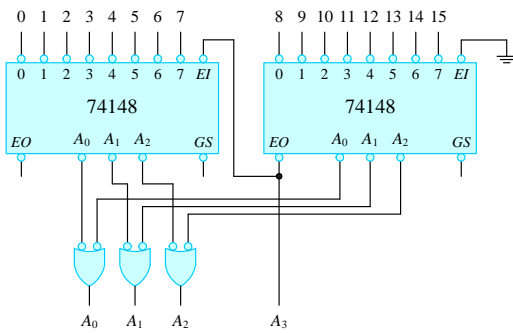 0 1 2 3 4 5 6 7 8 9 10 11 12 13 14 15
0 1 2 3 4 5 6 7 EI 0 1 2 3 4 5 6 7 EI
74148 74148
EO A₀ A₁ A₂ GS EO A₀ A₁ A₂ GS
A₀ A₁ A₂ A₃